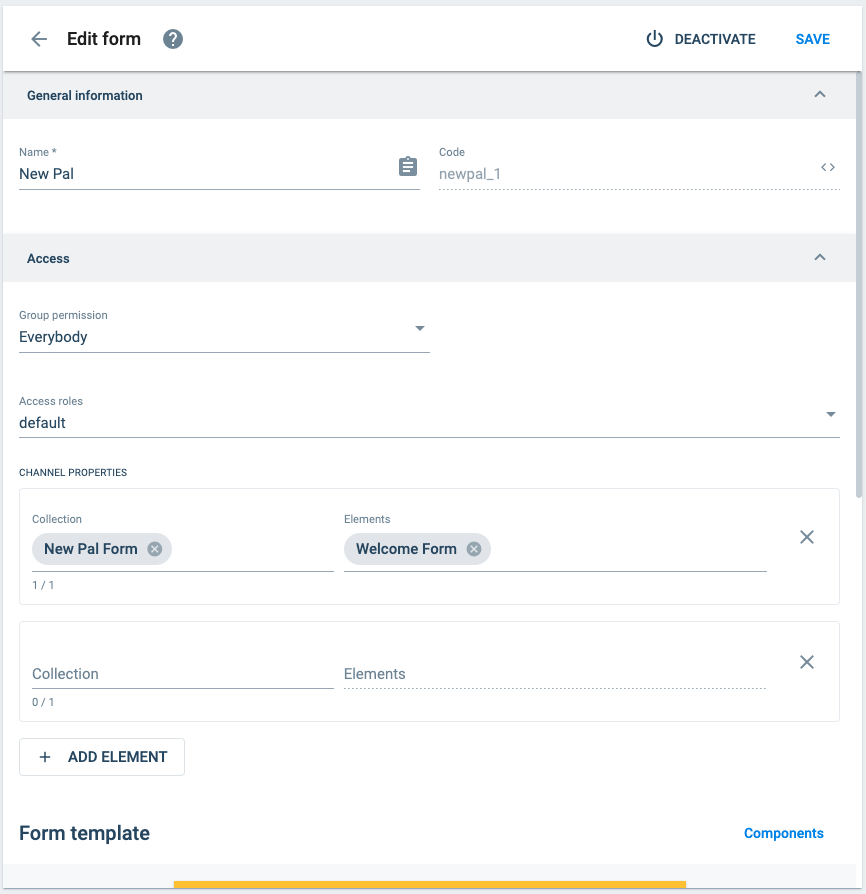 Edit form ?
DEACTIVATE
SAVE
General information
Name *
New Pal
Code
newpal_1
Access
Group permission
Everybody
Access roles
default
CHANNEL PROPERTIES
Collection
New Pal Form
1 / 1
Elements
Welcome Form
Collection
0 / 1
Elements
+ ADD ELEMENT
Form template
Components